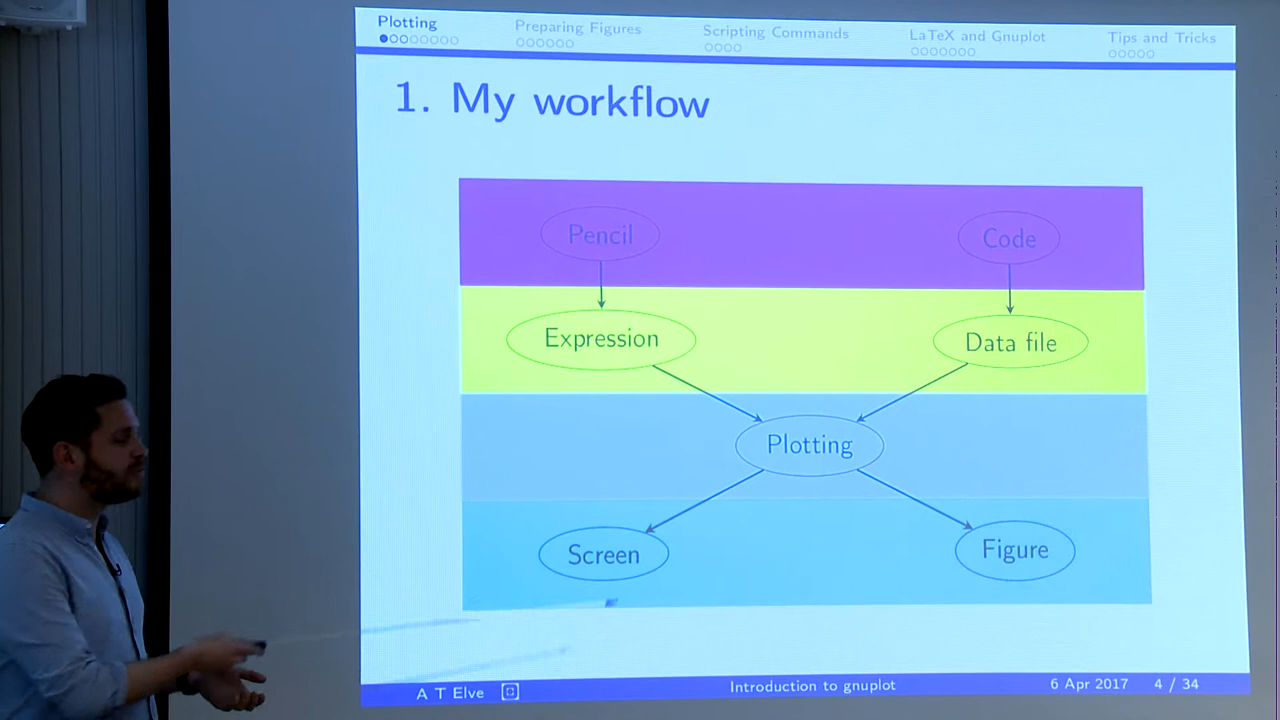 Plotting Preparing Figures Scripting Commands LaTeX and Gnuplot Tips and Tricks
1. My workflow
Pencil Code
Expression Data file
Plotting
Screen Figure
A T Elve Introduction to gnuplot 6 Apr 2017 4 / 34